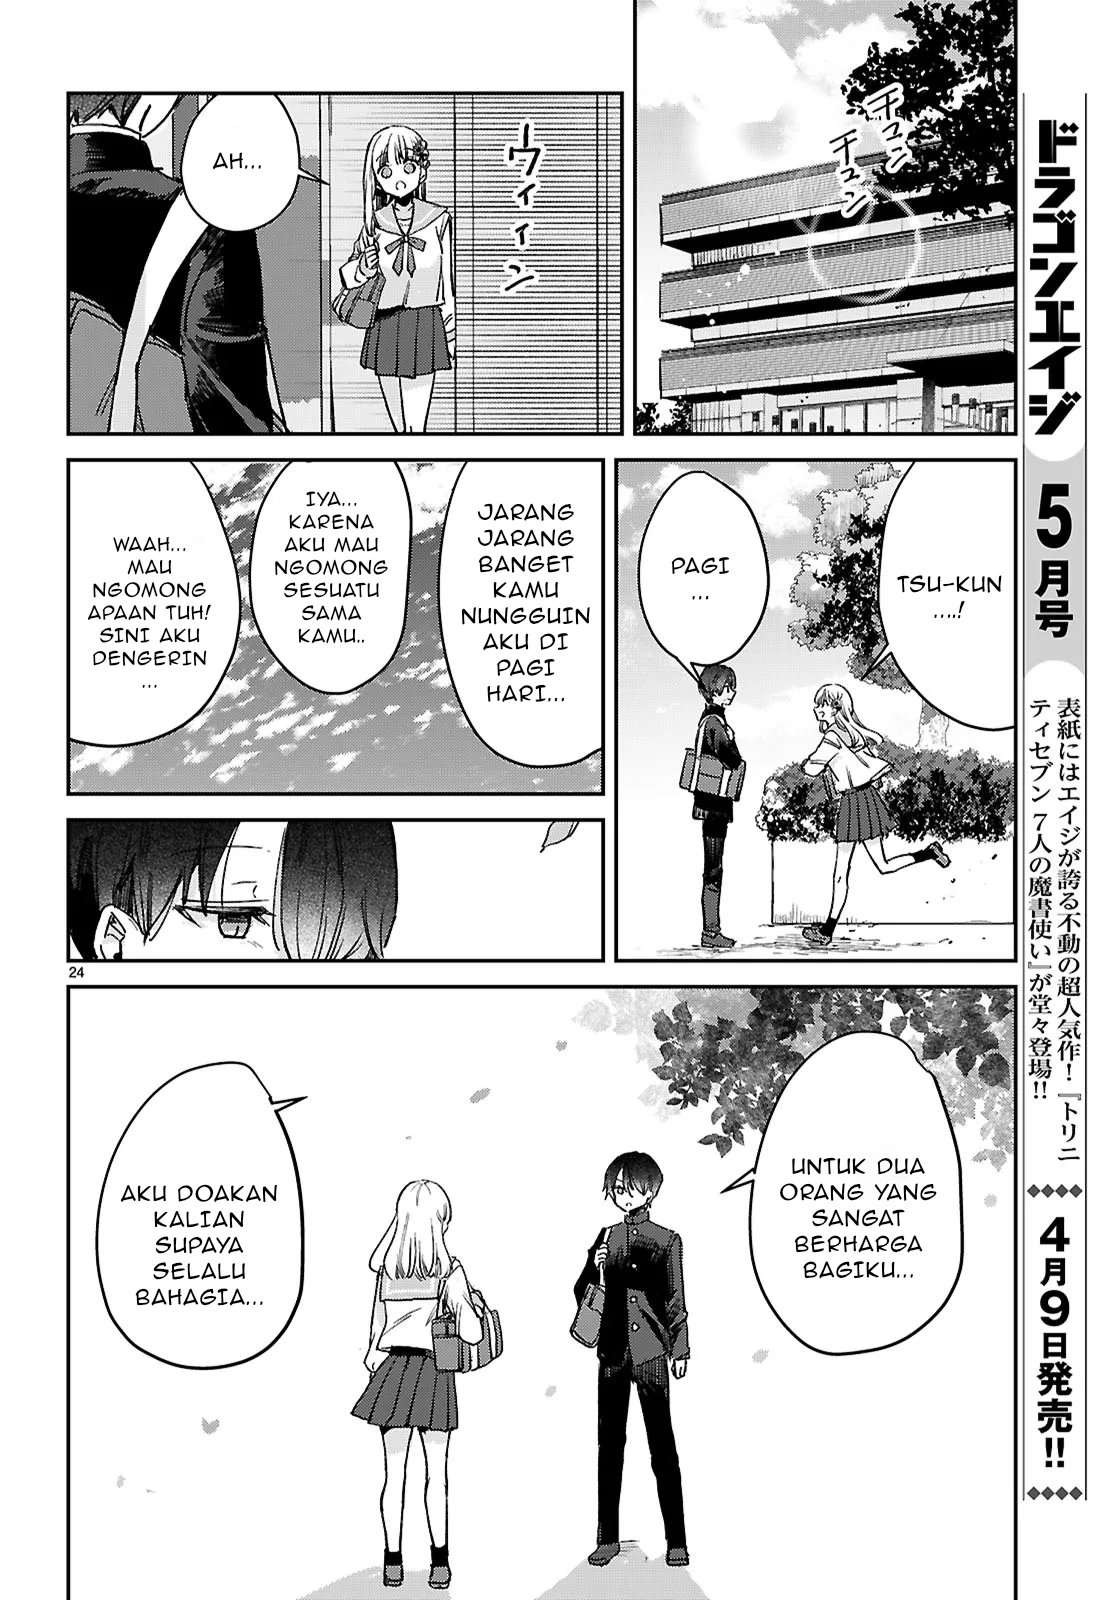 チュン
チュン
ーウィィィン
AH...
TSU-KUN
....!
PAGI
...
JARANG
JARANG
BANGET
KAMU
NUNGGUIN
AKU DI
PAGI
HARI...
IYA...
KARENA
AKU MAU
NGOMONG
SESUATU
SAMA
KAMU..
WAAH...
MAU
NGOMONG
APAAN TUH!
SINI AKU
DENGERIN
...
24
UNTUK DUA
ORANG YANG
SANGAT
BERHARGA
BAGIKU...
AKU DOAKAN
KALIAN
SUPAYA
SELALU
BAHAGIA...
ドラゴンエイジ
5月号
表紙にはエイジが誇る不動の超人気作！『トリニ
ティセブン 7人の魔書使い』が堂々登場!!
4月9日発売!!